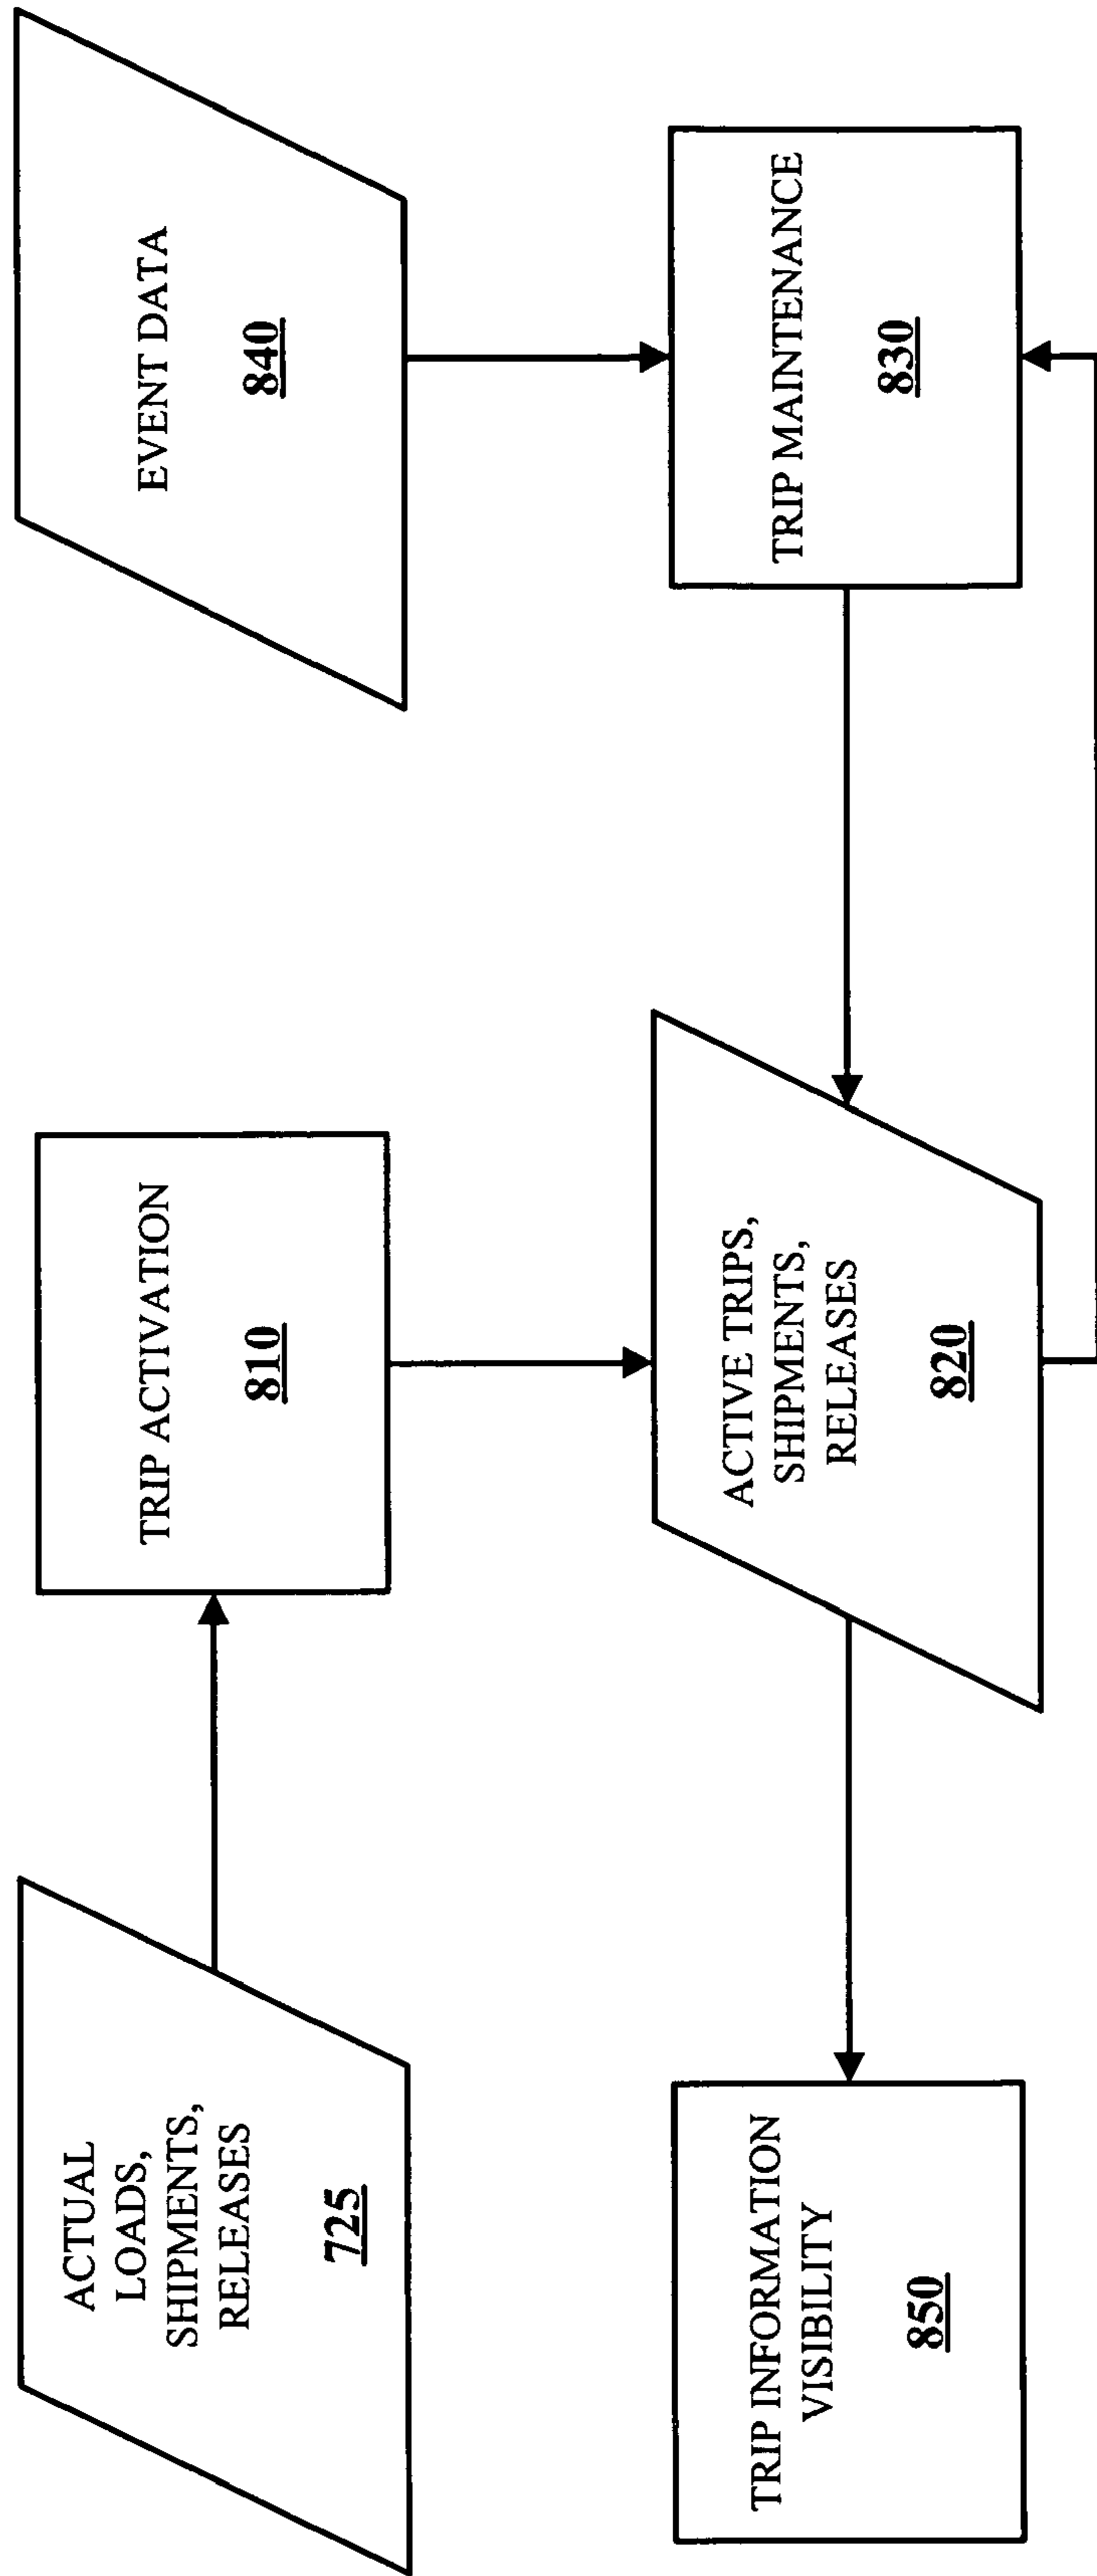 ACTUAL
LOADS,
SHIPMENTS,
RELEASES
725
TRIP ACTIVATION
810
EVENT DATA
840
TRIP INFORMATION
VISIBILITY
850
ACTIVE TRIPS,
SHIPMENTS,
RELEASES
820
TRIP MAINTENANCE
830